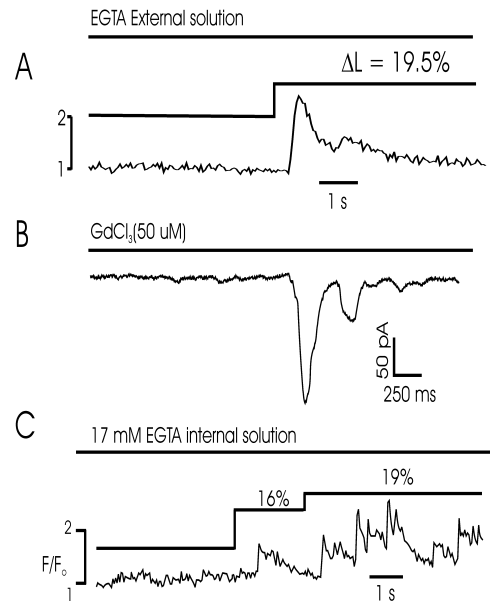 EGTA External solution
A
ΔL = 19.5%
2
1
1 s
B
GdCl₃(50 uM)
50 pA
250 ms
C
17 mM EGTA internal solution
19%
16%
2
F/F₀
1
1 s